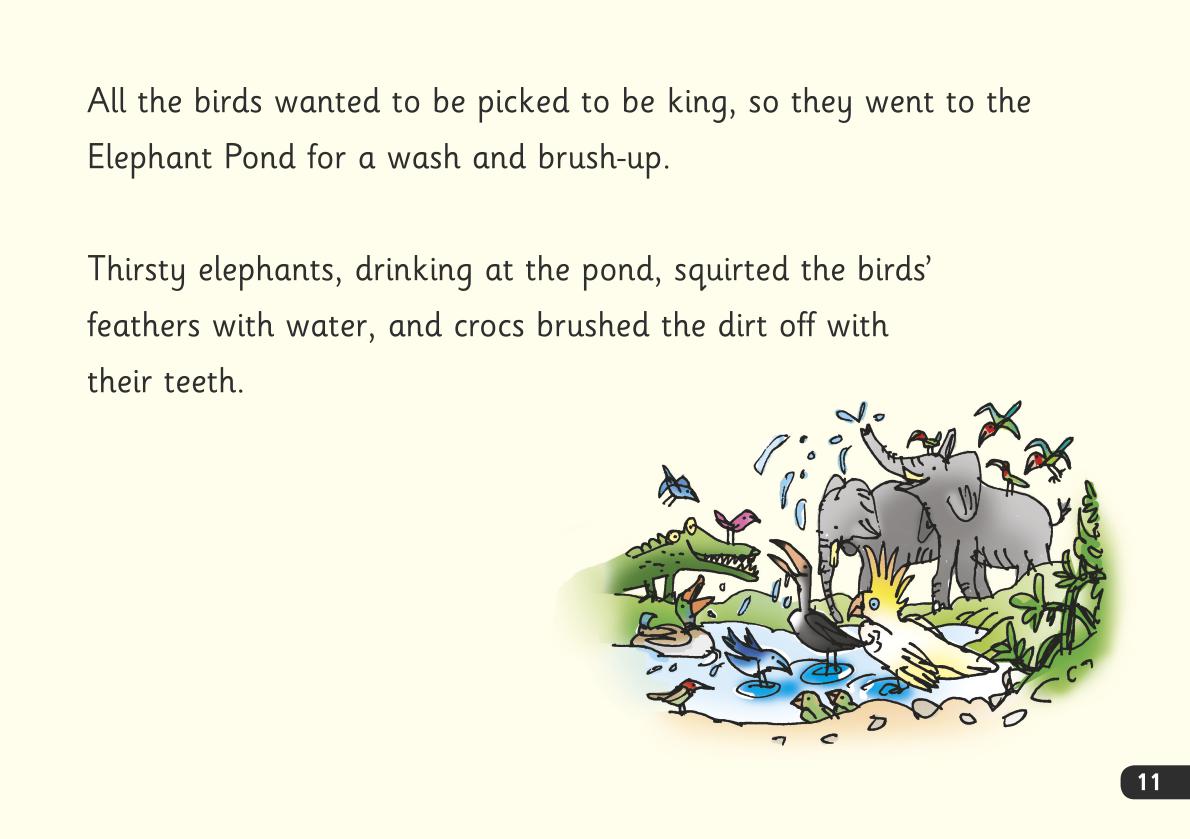 All the birds wanted to be picked to be king, so they went to the
Elephant Pond for a wash and brush-up.
Thirsty elephants, drinking at the pond, squirted the birds’
feathers with water, and crocs brushed the dirt off with
their teeth.
11